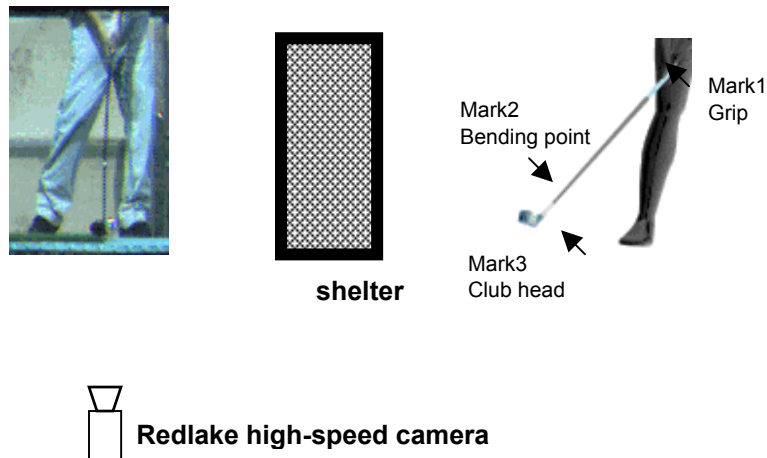 Mark1
Grip
Mark2
Bending point
Mark3
Club head
shelter
Redlake high-speed camera